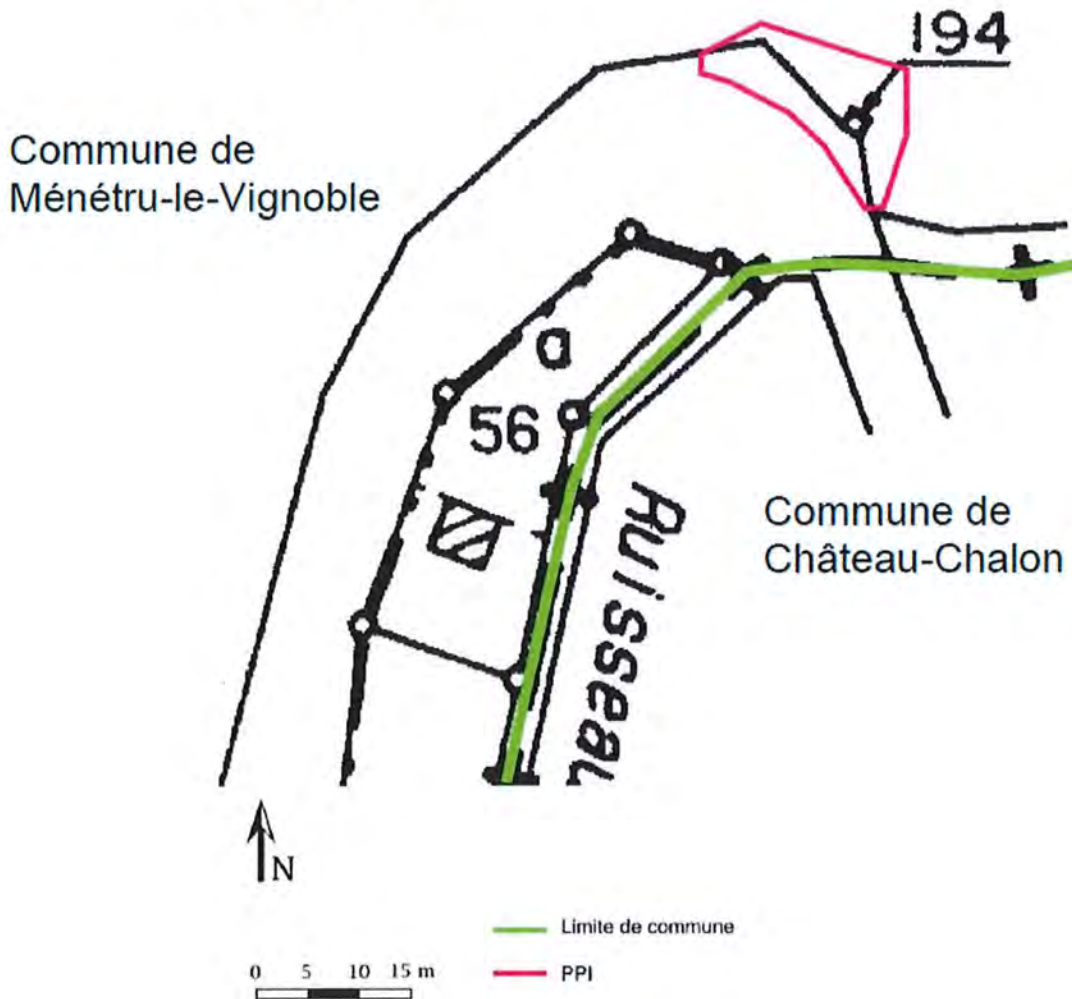 194
Commune de
Ménétru-le-Vignoble
a
56
Commune de
Château-Chalon
Ruisseau
N
Limite de commune
0 5 10 15 m
PPI